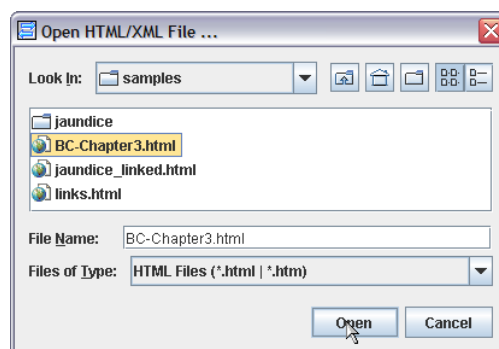 Open HTML/XML File ...
Look In: samples
jaundice
BC-Chapter3.html
jaundice_linked.html
links.html
File Name: BC-Chapter3.html
Files of Type: HTML Files (*.html | *.htm)
Open Cancel